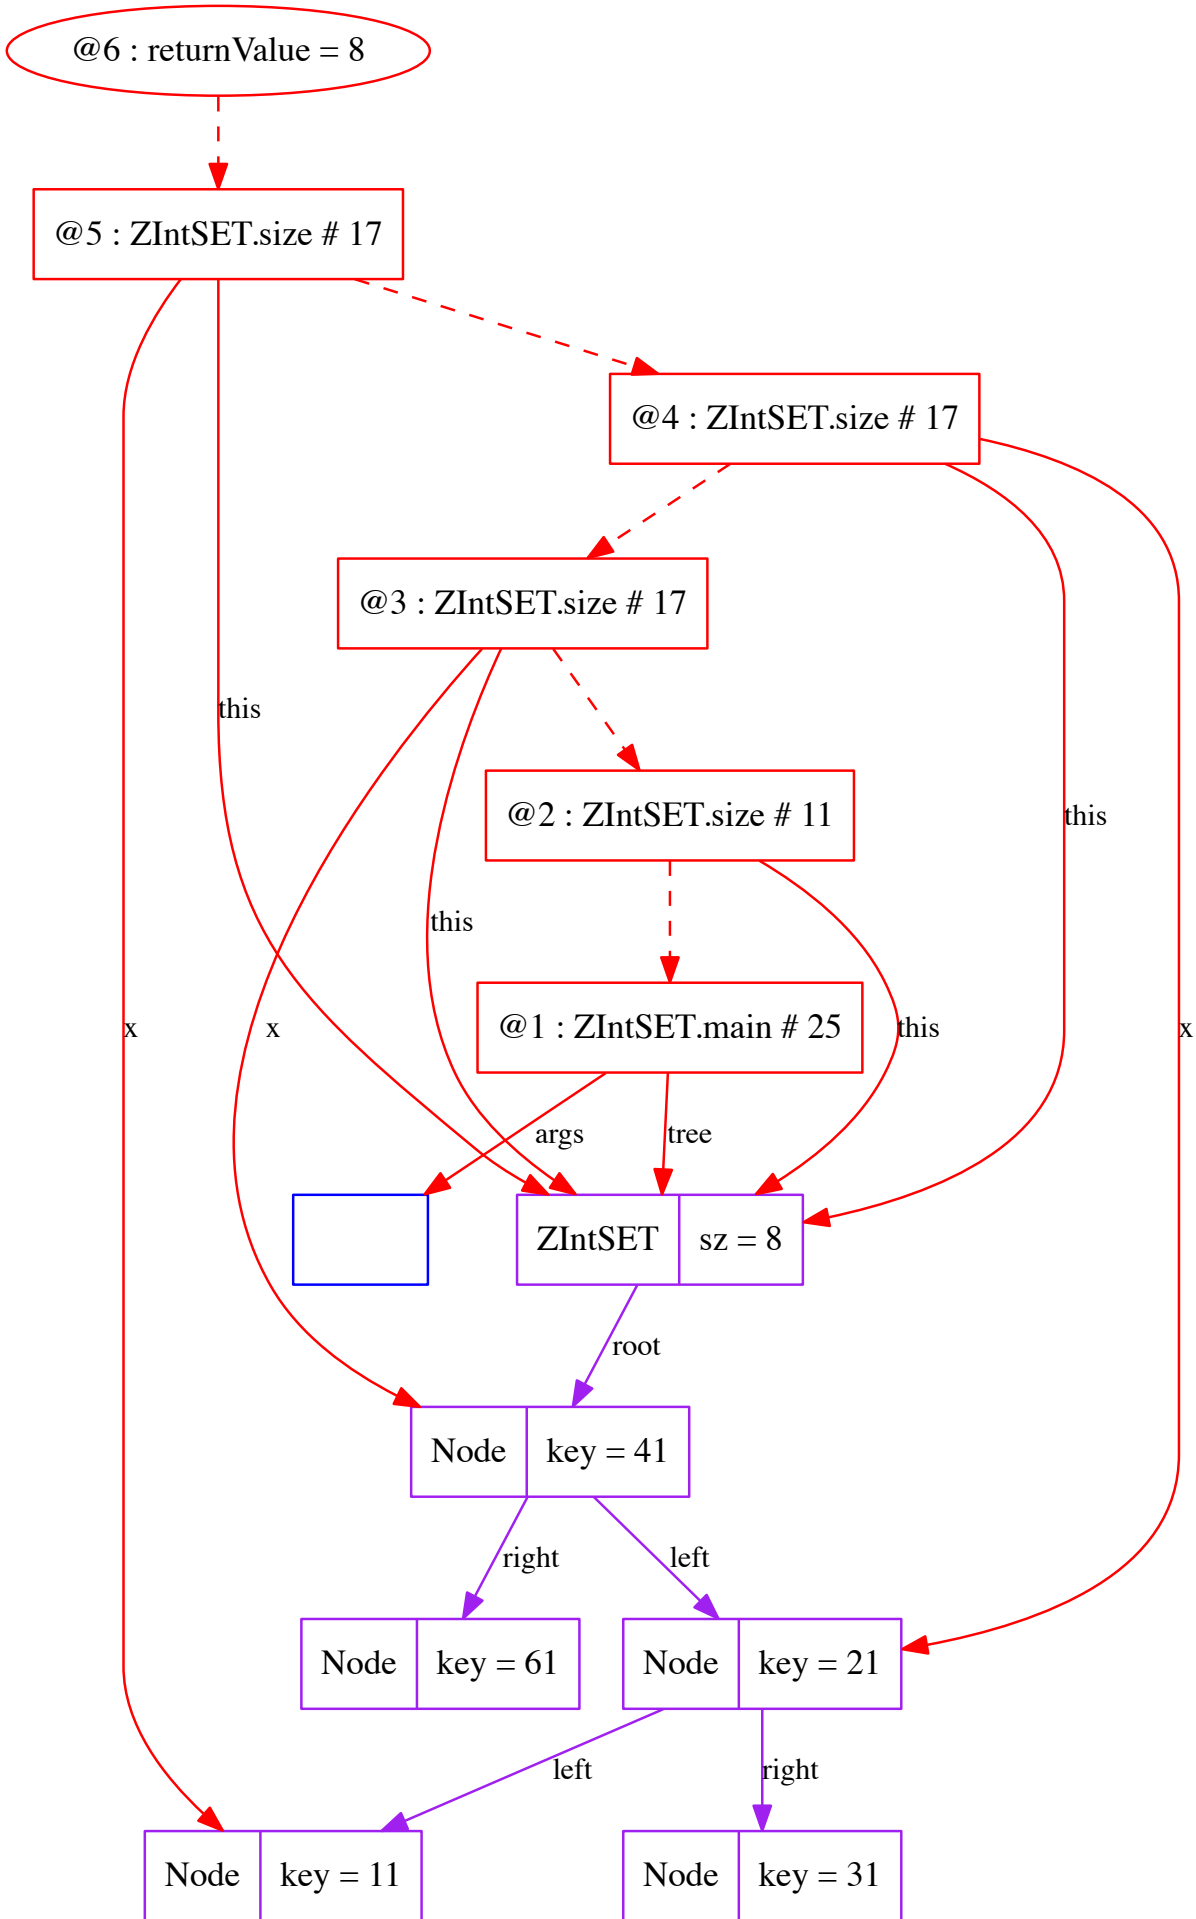 @6 : returnValue = 8
@5 : ZIntSET.size # 17
@4 : ZIntSET.size # 17
@3 : ZIntSET.size # 17
this
@2 : ZIntSET.size # 11
this
this
x
x
@1 : ZIntSET.main # 25
this
x
args
tree
ZIntSET
sz = 8
root
Node
key = 41
right
left
Node
key = 61
Node
key = 21
left
right
Node
key = 11
Node
key = 31